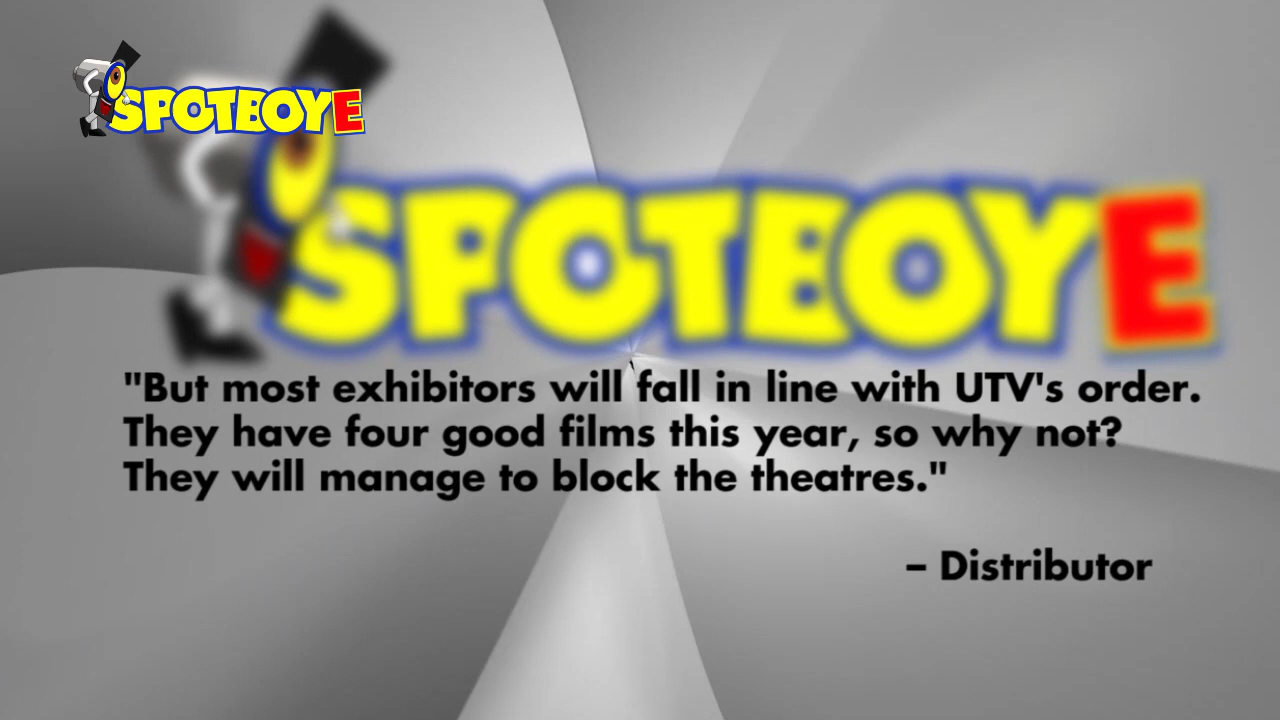 SPOTBOYE
SPOTBOYE
"But most exhibitors will fall in line with UTV's order.
They have four good films this year, so why not?
They will manage to block the theatres."
– Distributor